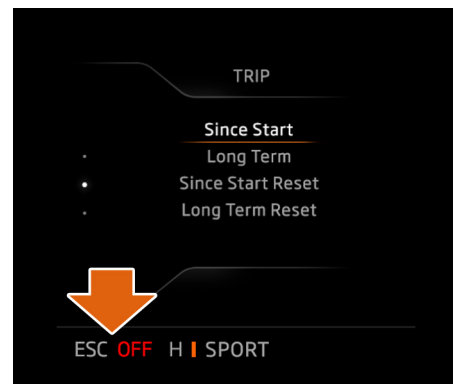 TRIP
Since Start
Long Term
Since Start Reset
Long Term Reset
ESC OFF H SPORT